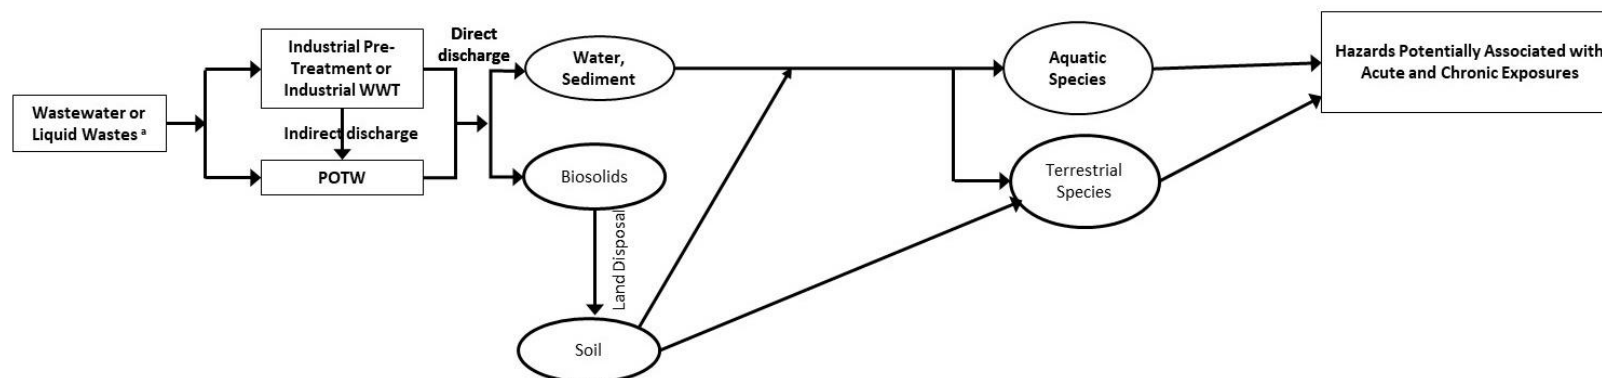 Wastewater or
Liquid Wastes ᵃ
Industrial Pre-
Treatment or
Industrial WWT
Indirect discharge
POTW
Direct
discharge
Water,
Sediment
Biosolids
Land Disposal
Soil
Aquatic
Species
Terrestrial
Species
Hazards Potentially Associated with
Acute and Chronic Exposures